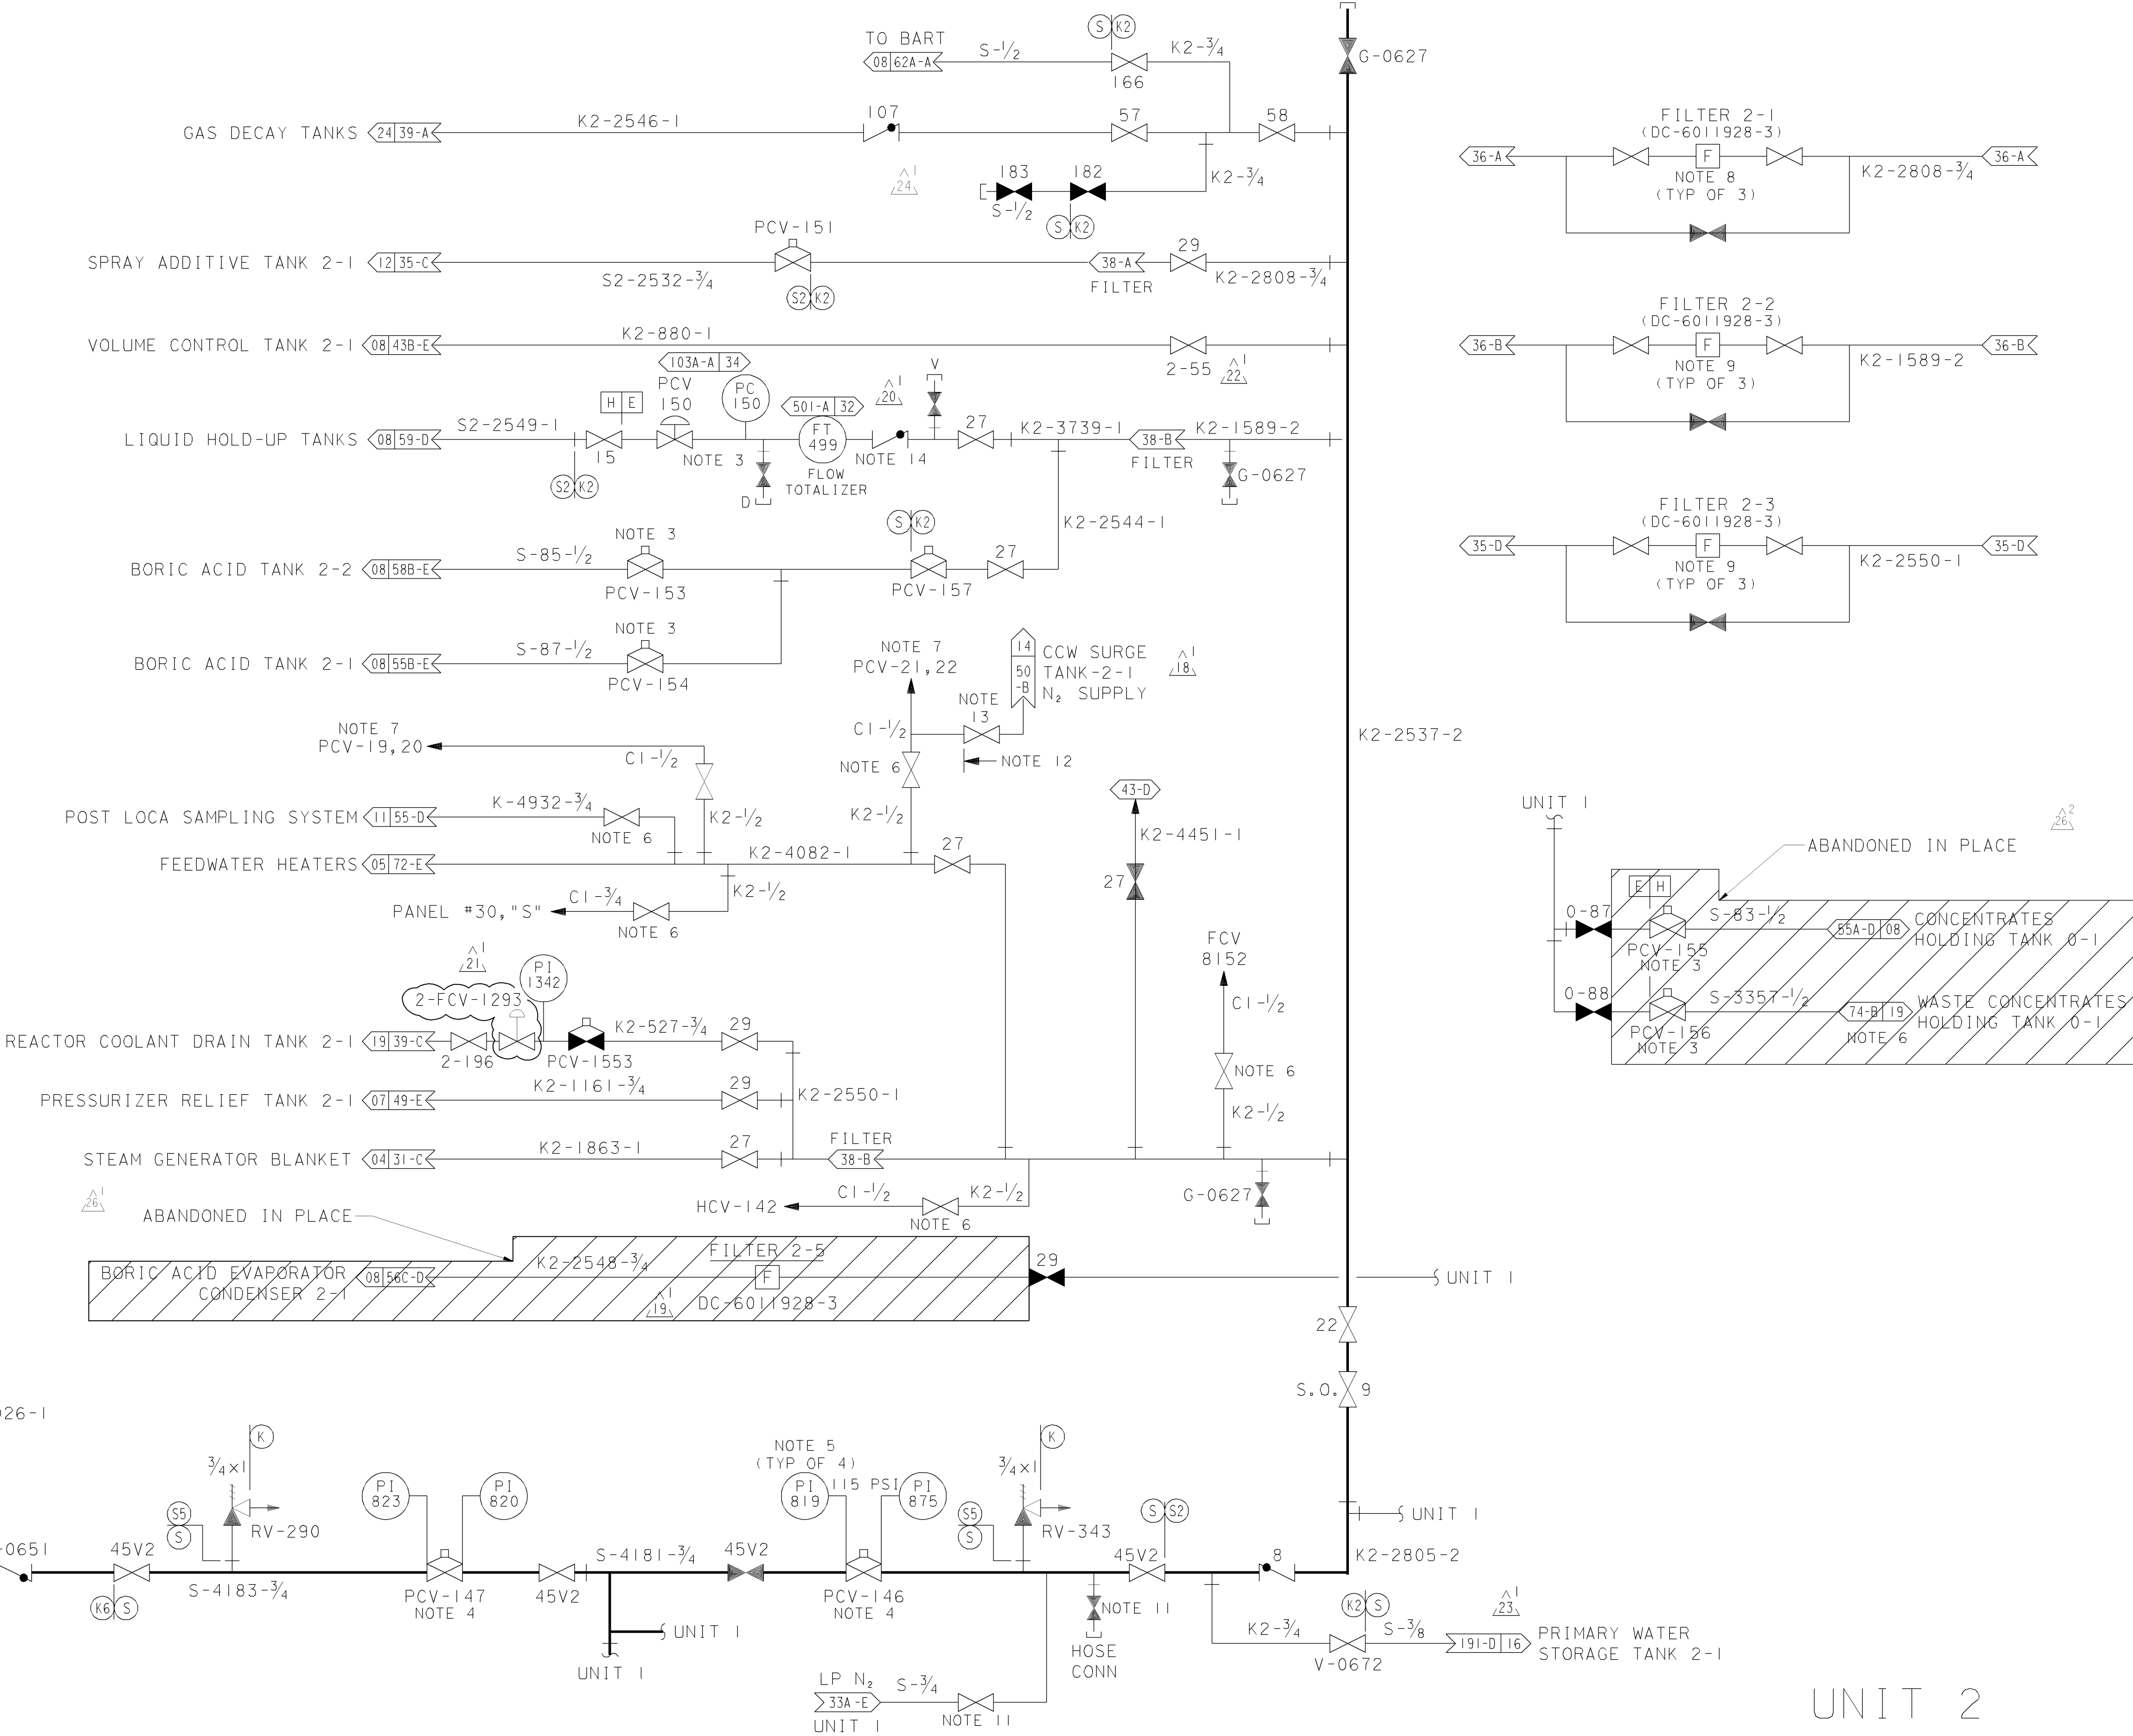 TO BART
08 62A-A
S-1/2
S K2
K2-3/4
166
G-0627
GAS DECAY TANKS 24 39-A
K2-2546-1
107
57
58
24 1
183
182
S-1/2
S K2
K2-3/4
SPRAY ADDITIVE TANK 2-1 12 35-C
S2-2532-3/4
PCV-151
S2 K2
38-A
FILTER
29
K2-2808-3/4
VOLUME CONTROL TANK 2-1 08 43B-E
K2-880-1
2-55
22 1
LIQUID HOLD-UP TANKS 08 59-D
S2-2549-1
H E
15
S2 K2
103A-A 34
PCV
150
NOTE 3
PC
150
D
501-A 32
FT
499
FLOW
TOTALIZER
20 1
NOTE 14
V
27
K2-3739-1
38-B
FILTER
K2-1589-2
G-0627
K2-2544-1
BORIC ACID TANK 2-2 08 58B-E
S-85-1/2
NOTE 3
PCV-153
S K2
PCV-157
27
BORIC ACID TANK 2-1 08 55B-E
S-87-1/2
NOTE 3
PCV-154
NOTE 7
PCV-21,22
14
50
-B
CCW SURGE
TANK-2-1
N₂ SUPPLY
18 1
NOTE
13
C1-1/2
NOTE 12
NOTE 6
K2-1/2
NOTE 7
PCV-19,20
C1-1/2
K2-1/2
POST LOCA SAMPLING SYSTEM 11 55-D
K-4932-3/4
NOTE 6
FEEDWATER HEATERS 05 72-E
K2-4082-1
27
K2-1/2
PANEL #30,"S"
C1-3/4
NOTE 6
43-D
K2-4451-1
27
FCV
8152
C1-1/2
NOTE 6
K2-1/2
21 1
2-FCV-1293
PI
1342
REACTOR COOLANT DRAIN TANK 2-1 19 39-C
2-196
PCV-1553
K2-527-3/4
29
PRESSURIZER RELIEF TANK 2-1 07 49-E
K2-1161-3/4
29
K2-2550-1
STEAM GENERATOR BLANKET 04 31-C
K2-1863-1
27
FILTER
38-B
G-0627
HCV-142
C1-1/2
NOTE 6
K2-1/2
26 1
ABANDONED IN PLACE
BORIC ACID EVAPORATOR
CONDENSER 2-1
08 56C-D
K2-2548-3/4
FILTER 2-5
F
19 1
DC-6011928-3
29
UNIT 1
22
S.O. 9
K2-2537-2
FILTER 2-1
(DC-6011928-3)
36-A
F
36-A
NOTE 8
(TYP OF 3)
K2-2808-3/4
FILTER 2-2
(DC-6011928-3)
36-B
F
36-B
NOTE 9
(TYP OF 3)
K2-1589-2
FILTER 2-3
(DC-6011928-3)
35-D
F
35-D
NOTE 9
(TYP OF 3)
K2-2550-1
UNIT 1
26 2
ABANDONED IN PLACE
E H
0-87
S-83-1/2
PCV-155
NOTE 3
55A-D 08
CONCENTRATES
HOLDING TANK 0-1
0-88
S-3357-1/2
PCV-156
NOTE 3
74-B 19
NOTE 6
WASTE CONCENTRATES
HOLDING TANK 0-1
26-1
-0651
45V2
K6 S
S-4183-3/4
S5
S
3/4x1
K
RV-290
PI
823
PI
820
PCV-147
NOTE 4
45V2
S-4181-3/4
UNIT 1
UNIT 1
45V2
NOTE 5
(TYP OF 4)
PI
819
115 PSI
PI
875
PCV-146
NOTE 4
S5
S
3/4x1
K
RV-343
LP N₂
33A-E
UNIT 1
S-3/4
NOTE 11
NOTE 11
HOSE
CONN
45V2
S S2
8
K2-2805-2
UNIT 1
K2-3/4
K2 S
V-0672
S-3/8
23 1
191-D 16
PRIMARY WATER
STORAGE TANK 2-1
UNIT 2